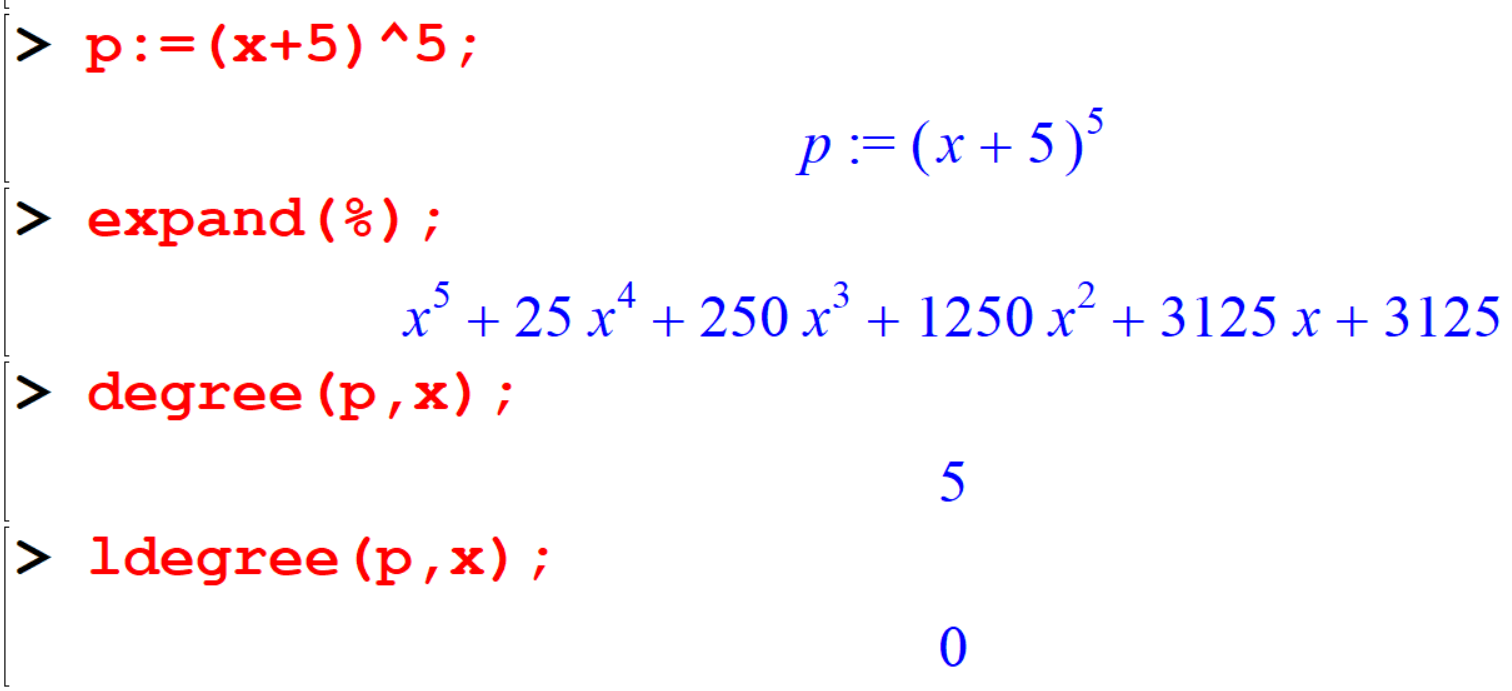 > p:=(x+5)^5;
p := (x + 5)^5
> expand(%);
x^5 + 25 x^4 + 250 x^3 + 1250 x^2 + 3125 x + 3125
> degree(p,x);
5
> ldegree(p,x);
0